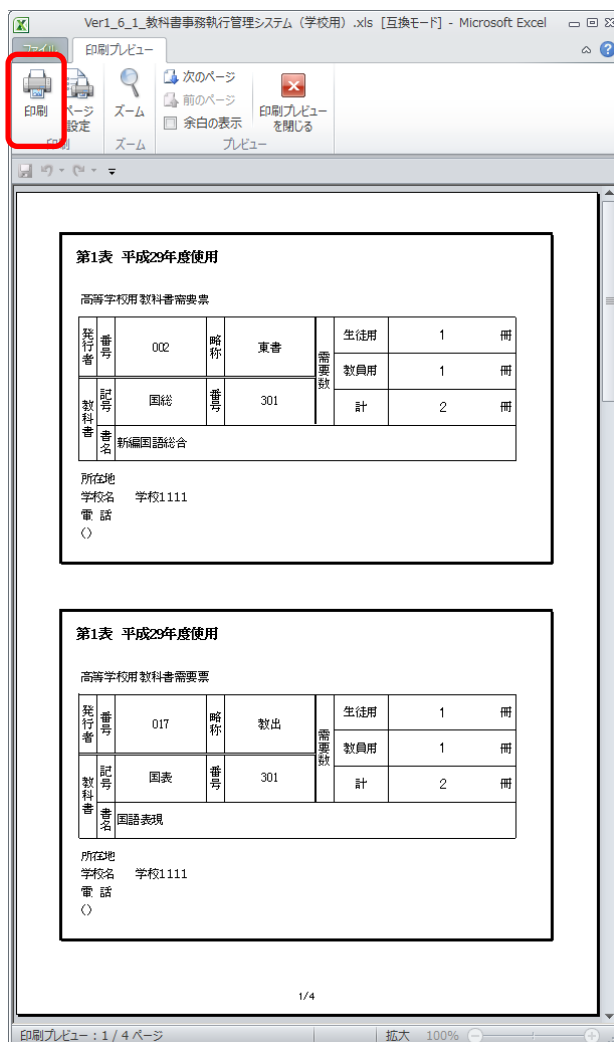 Ver1_6_1_教科書事務執行管理システム（学校用）.xls [互換モード] - Microsoft Excel
ファイル 印刷プレビュー
印刷 ページ設定 ズーム 次のページ 前のページ 余白の表示 印刷プレビューを閉じる
印刷 ズーム プレビュー
第1表 平成29年度使用
高等学校用教科書需要票
発行者 番号 002 略称 東書 需要数 生徒用 1 冊
教員用 1 冊
教科書 記号 国総 番号 301 計 2 冊
書名 新編国語総合
所在地
学校名 学校1111
電話
()
第1表 平成29年度使用
高等学校用教科書需要票
発行者 番号 017 略称 教出 需要数 生徒用 1 冊
教員用 1 冊
教科書 記号 国表 番号 301 計 2 冊
書名 国語表現
所在地
学校名 学校1111
電話
()
1/4
印刷プレビュー：1 / 4 ページ 拡大 100%